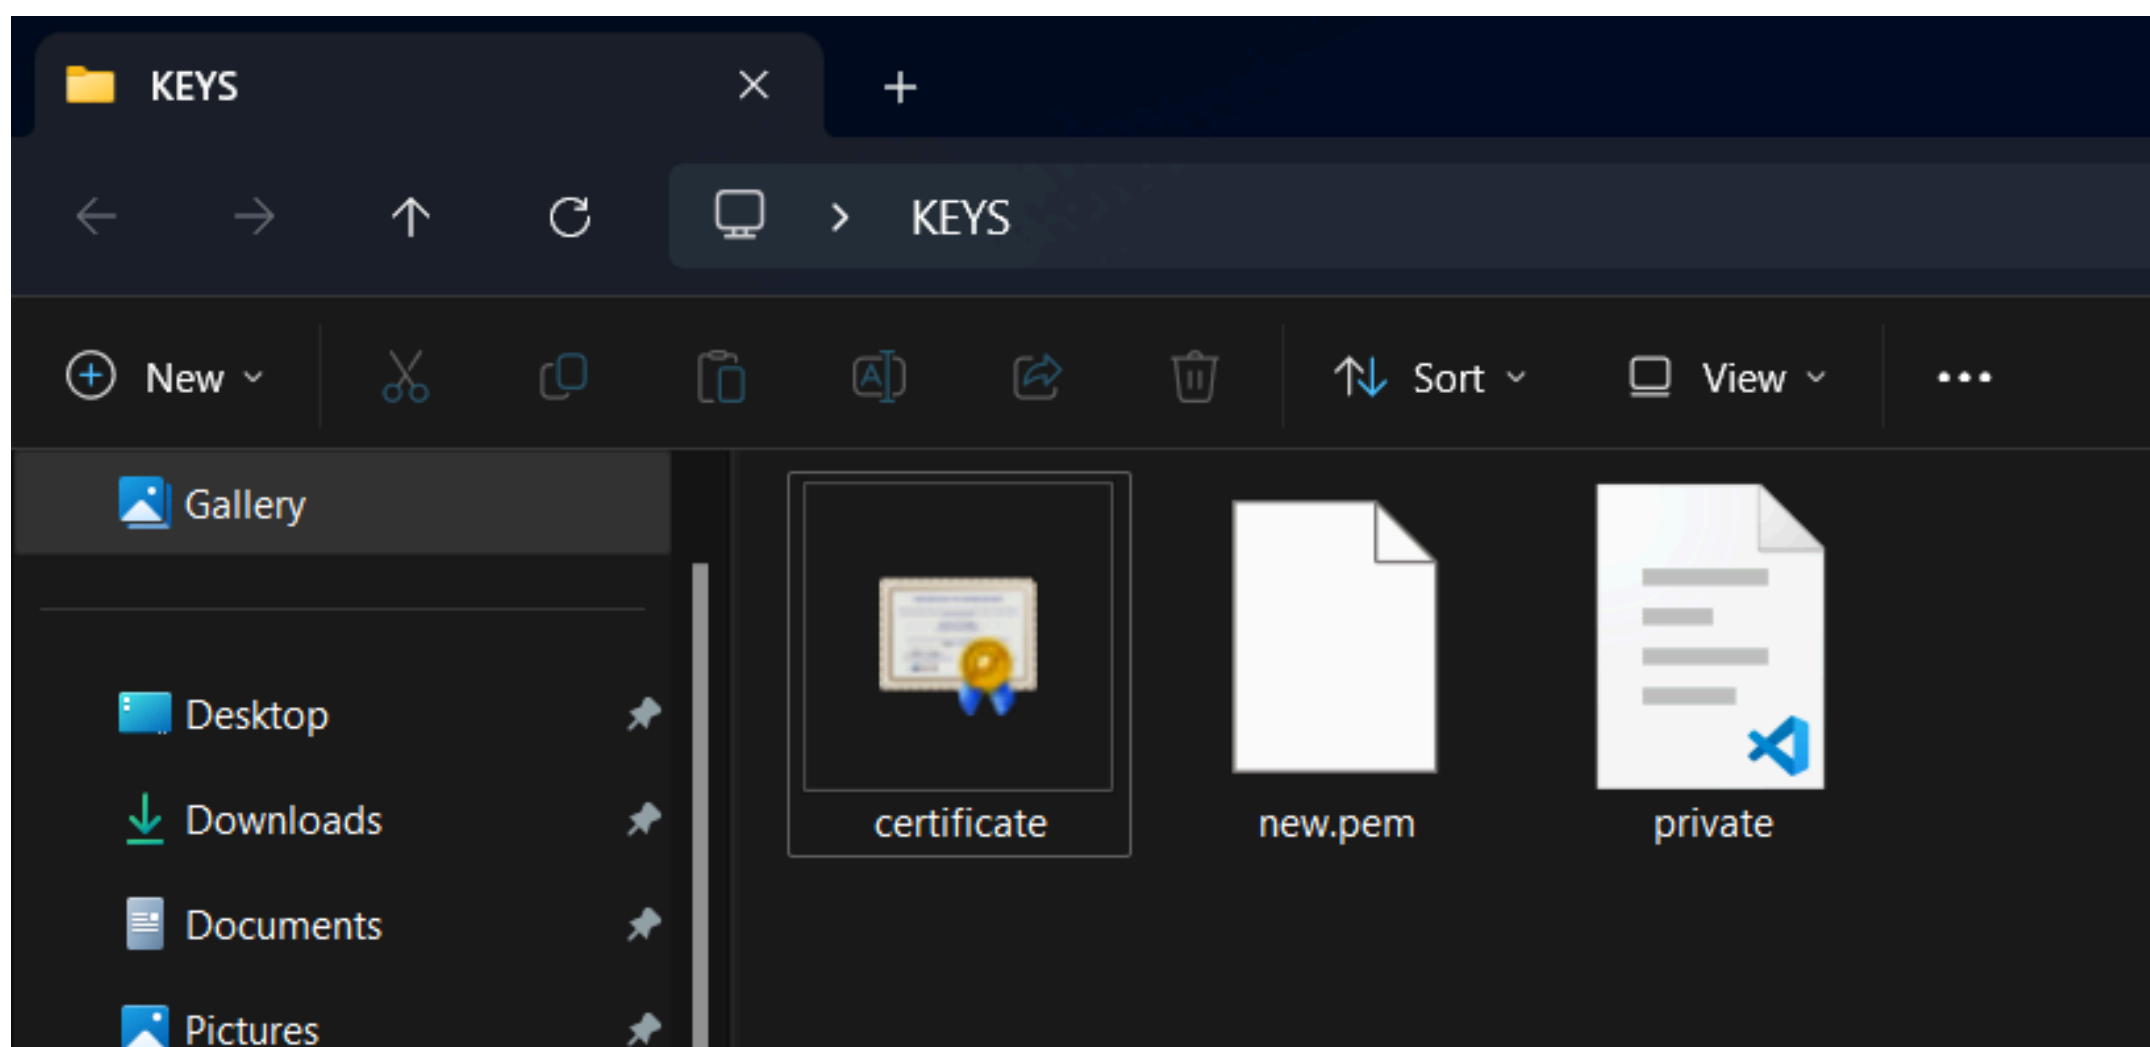 KEYS
KEYS
New
Sort
View
Gallery
Desktop
Downloads
Documents
Pictures
certificate
new.pem
private